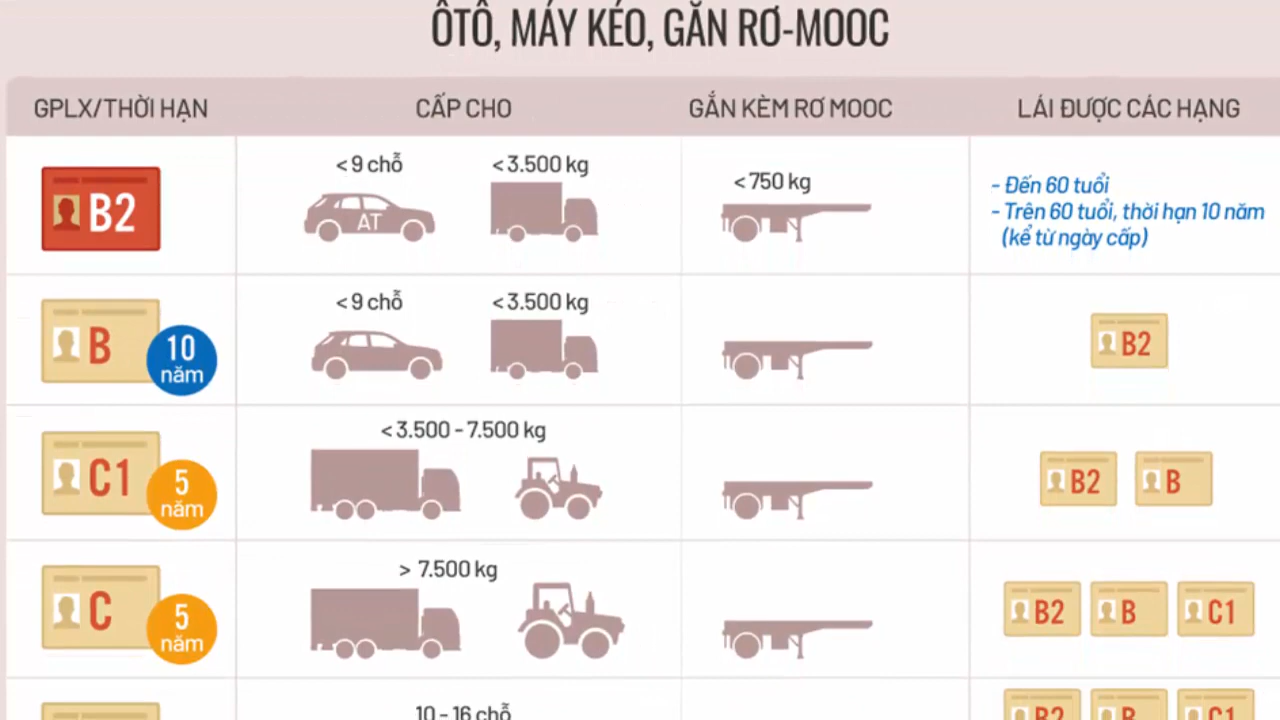 ÔTÔ, MÁY KÉO, GẮN RƠ-MOOC
GPLX/THỜI HẠN
CẤP CHO
GẮN KÈM RƠ MOOC
LÁI ĐƯỢC CÁC HẠNG
B2
< 9 chỗ
AT
< 3.500 kg
< 750 kg
- Đến 60 tuổi
- Trên 60 tuổi, thời hạn 10 năm
(kể từ ngày cấp)
B
10
năm
< 9 chỗ
< 3.500 kg
B2
C1
5
năm
< 3.500 - 7.500 kg
B2
B
C
5
năm
> 7.500 kg
B2
B
C1
10 - 16 chỗ
B2
B
C1